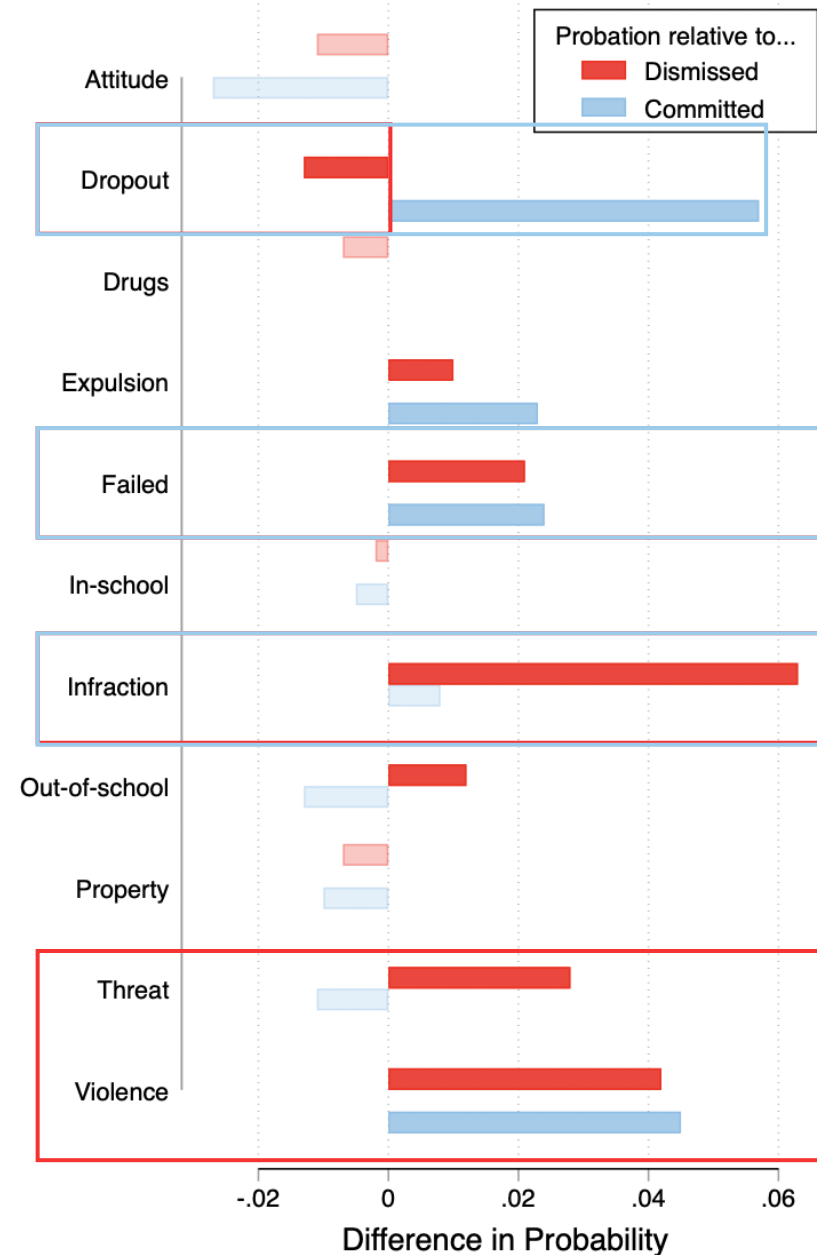 Probation relative to...
Dismissed
Committed
Attitude
Dropout
Drugs
Expulsion
Failed
In-school
Infraction
Out-of-school
Property
Threat
Violence
-.02 0 .02 .04 .06
Difference in Probability